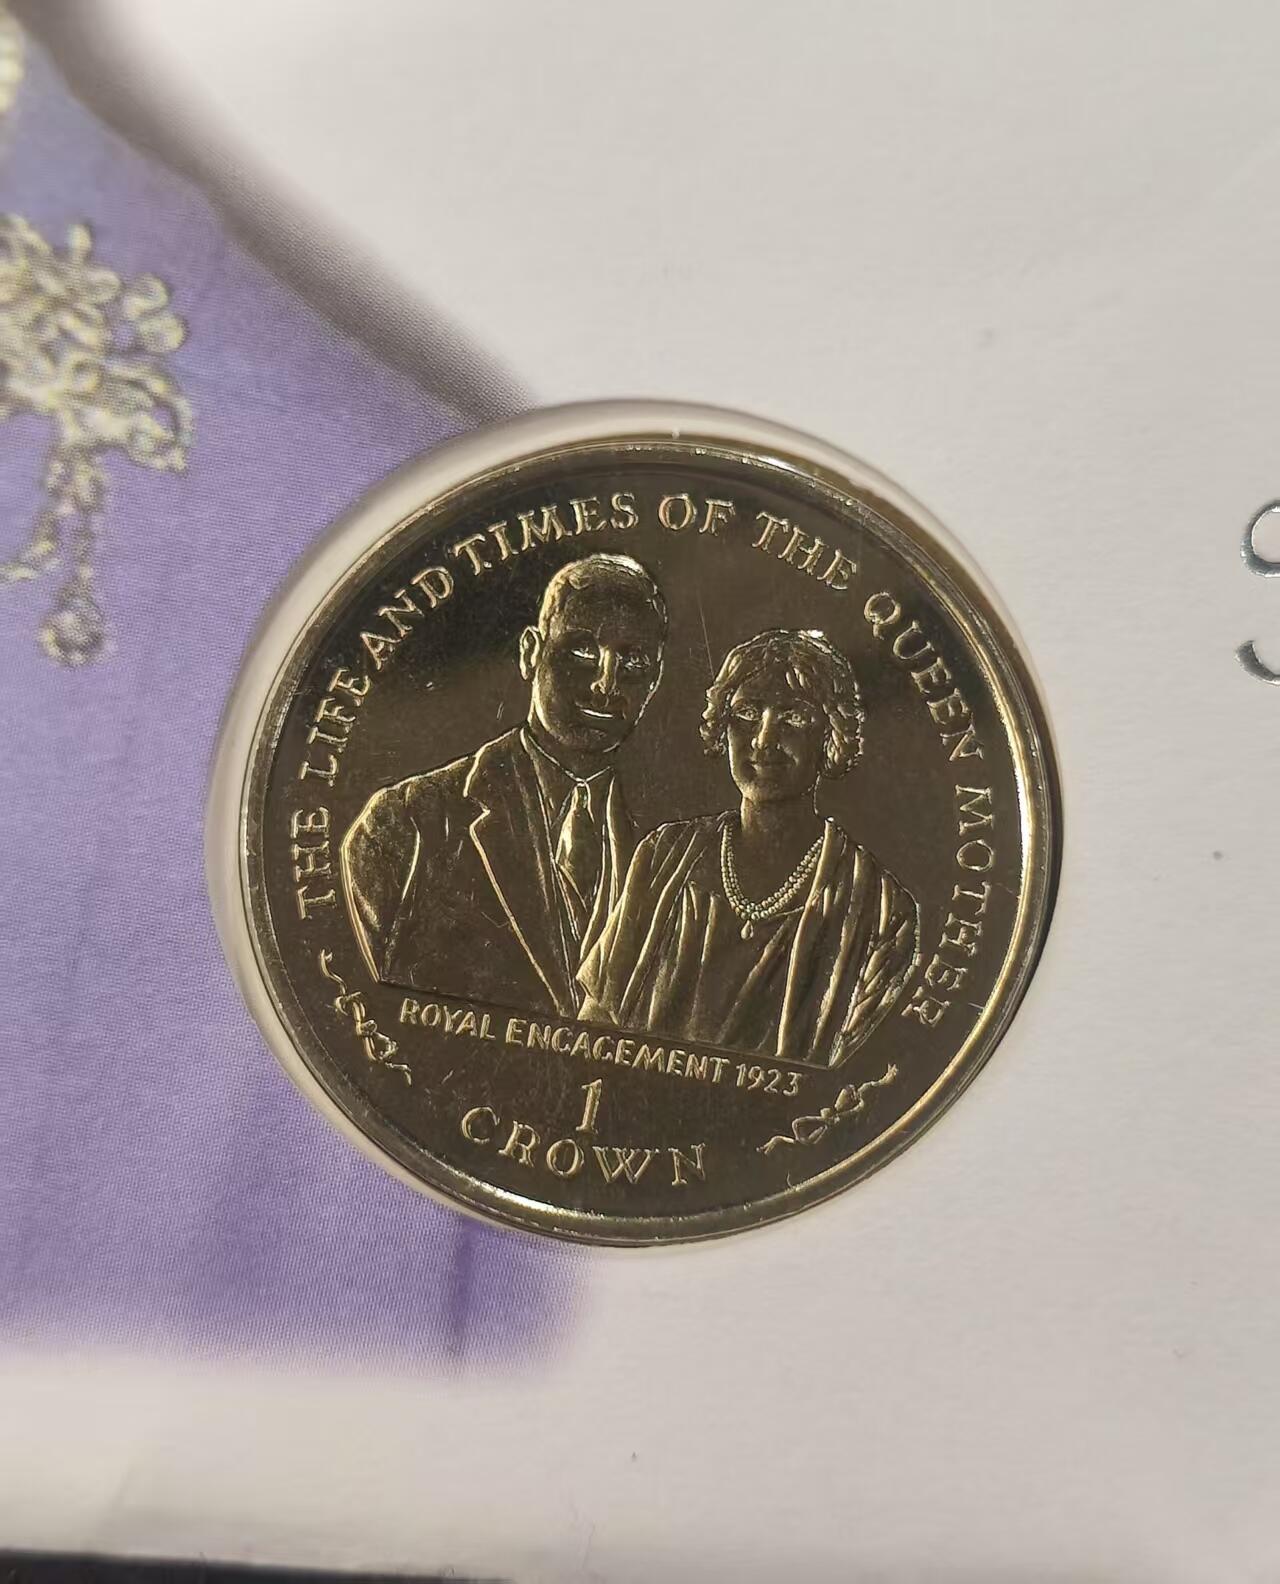 THE LIFE AND TIMES OF THE QUEEN MOTHER
ROYAL ENGAGEMENT 1923
1
CROWN